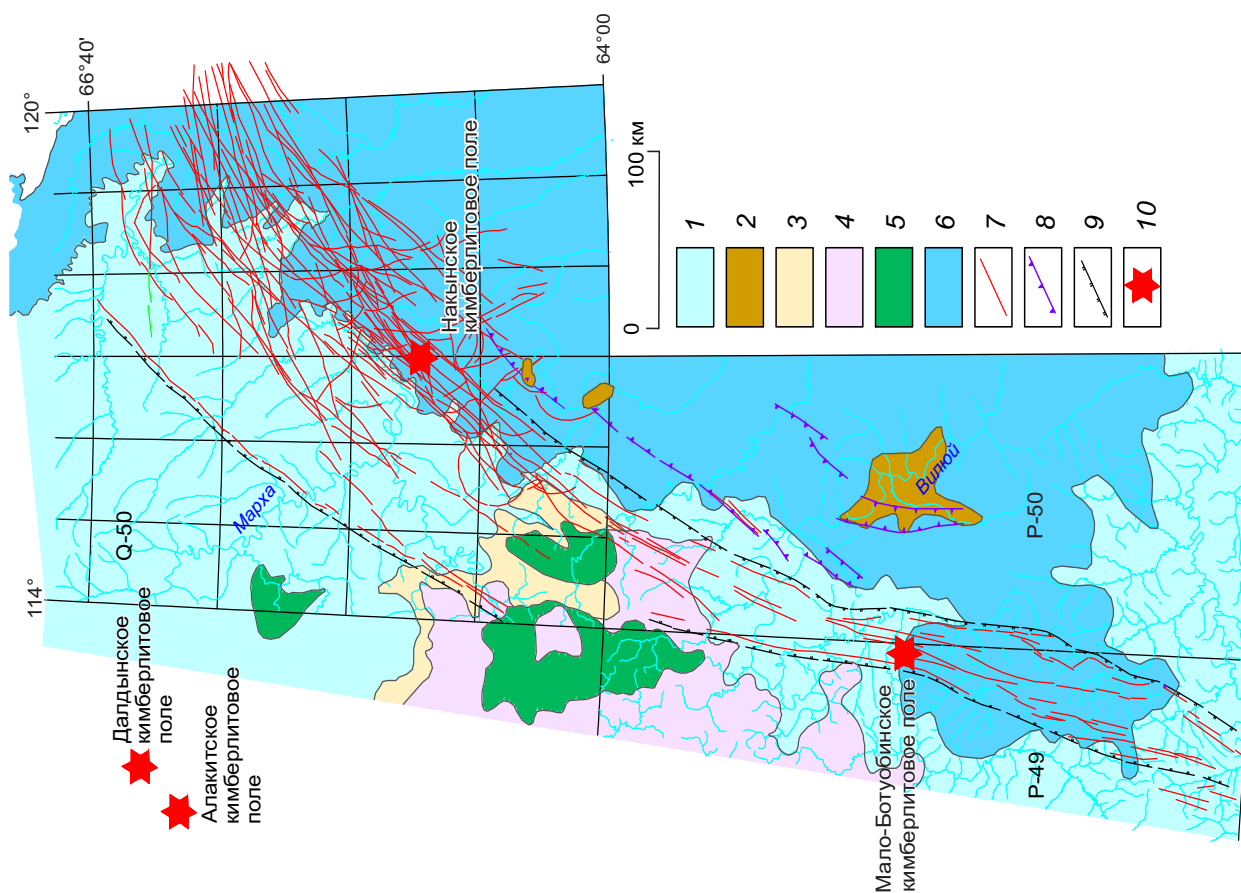 120°
66°40'
114°
Q-50
Марха
Далдынское
кимберлитовое
поле
Алакитское
кимберлитовое
поле
Накынское
кимберлитовое поле
64°00
0
100 км
1
2
3
4
5
6
7
8
9
10
Вилюй
P-50
P-49
Мало-Ботуобинское
кимберлитовое поле